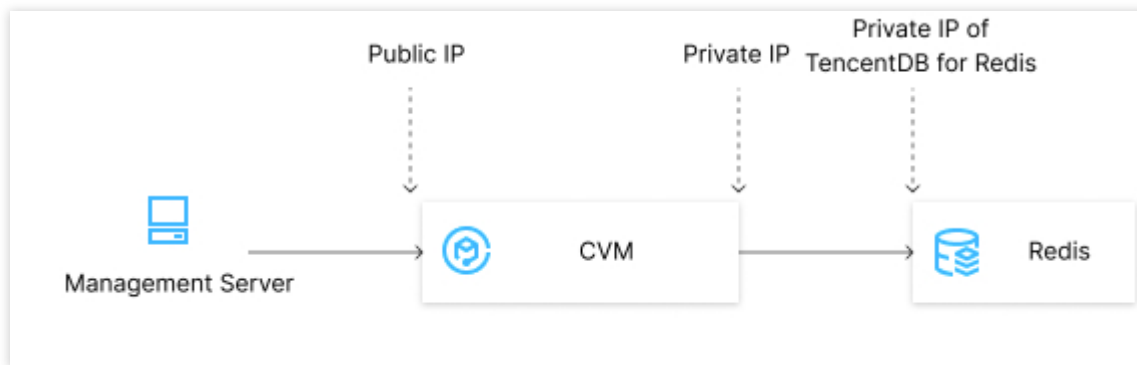 Public IP
Private IP
Private IP of
TencentDB for Redis
Management Server
CVM
Redis